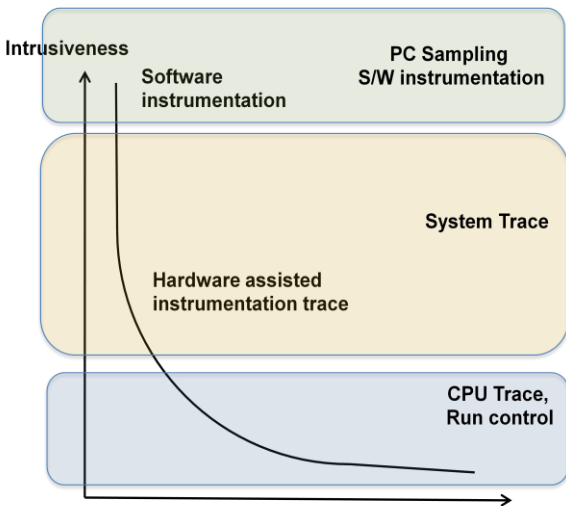 Intrusiveness
PC Sampling
S/W instrumentation
Software
instrumentation
System Trace
Hardware assisted
instrumentation trace
CPU Trace,
Run control